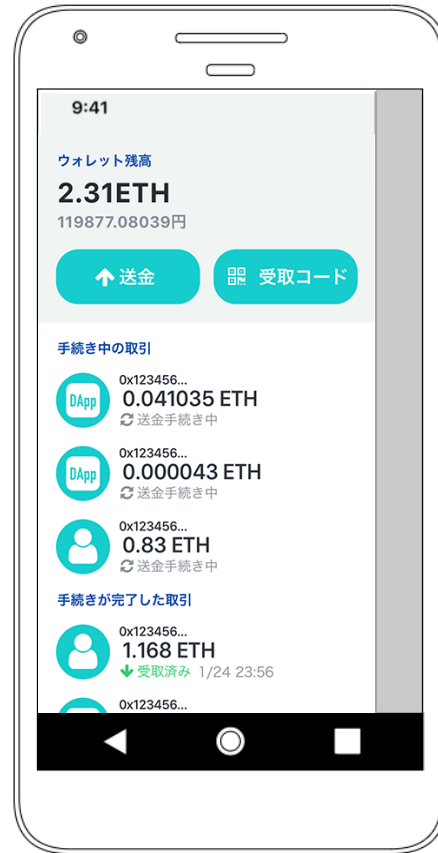 9:41
ウォレット残高
2.31ETH
119877.08039円
送金
受取コード
手続き中の取引
DApp
0x123456...
0.041035 ETH
送金手続き中
DApp
0x123456...
0.000043 ETH
送金手続き中
0x123456...
0.83 ETH
送金手続き中
手続きが完了した取引
0x123456...
1.168 ETH
受取済み 1/24 23:56
0x123456...